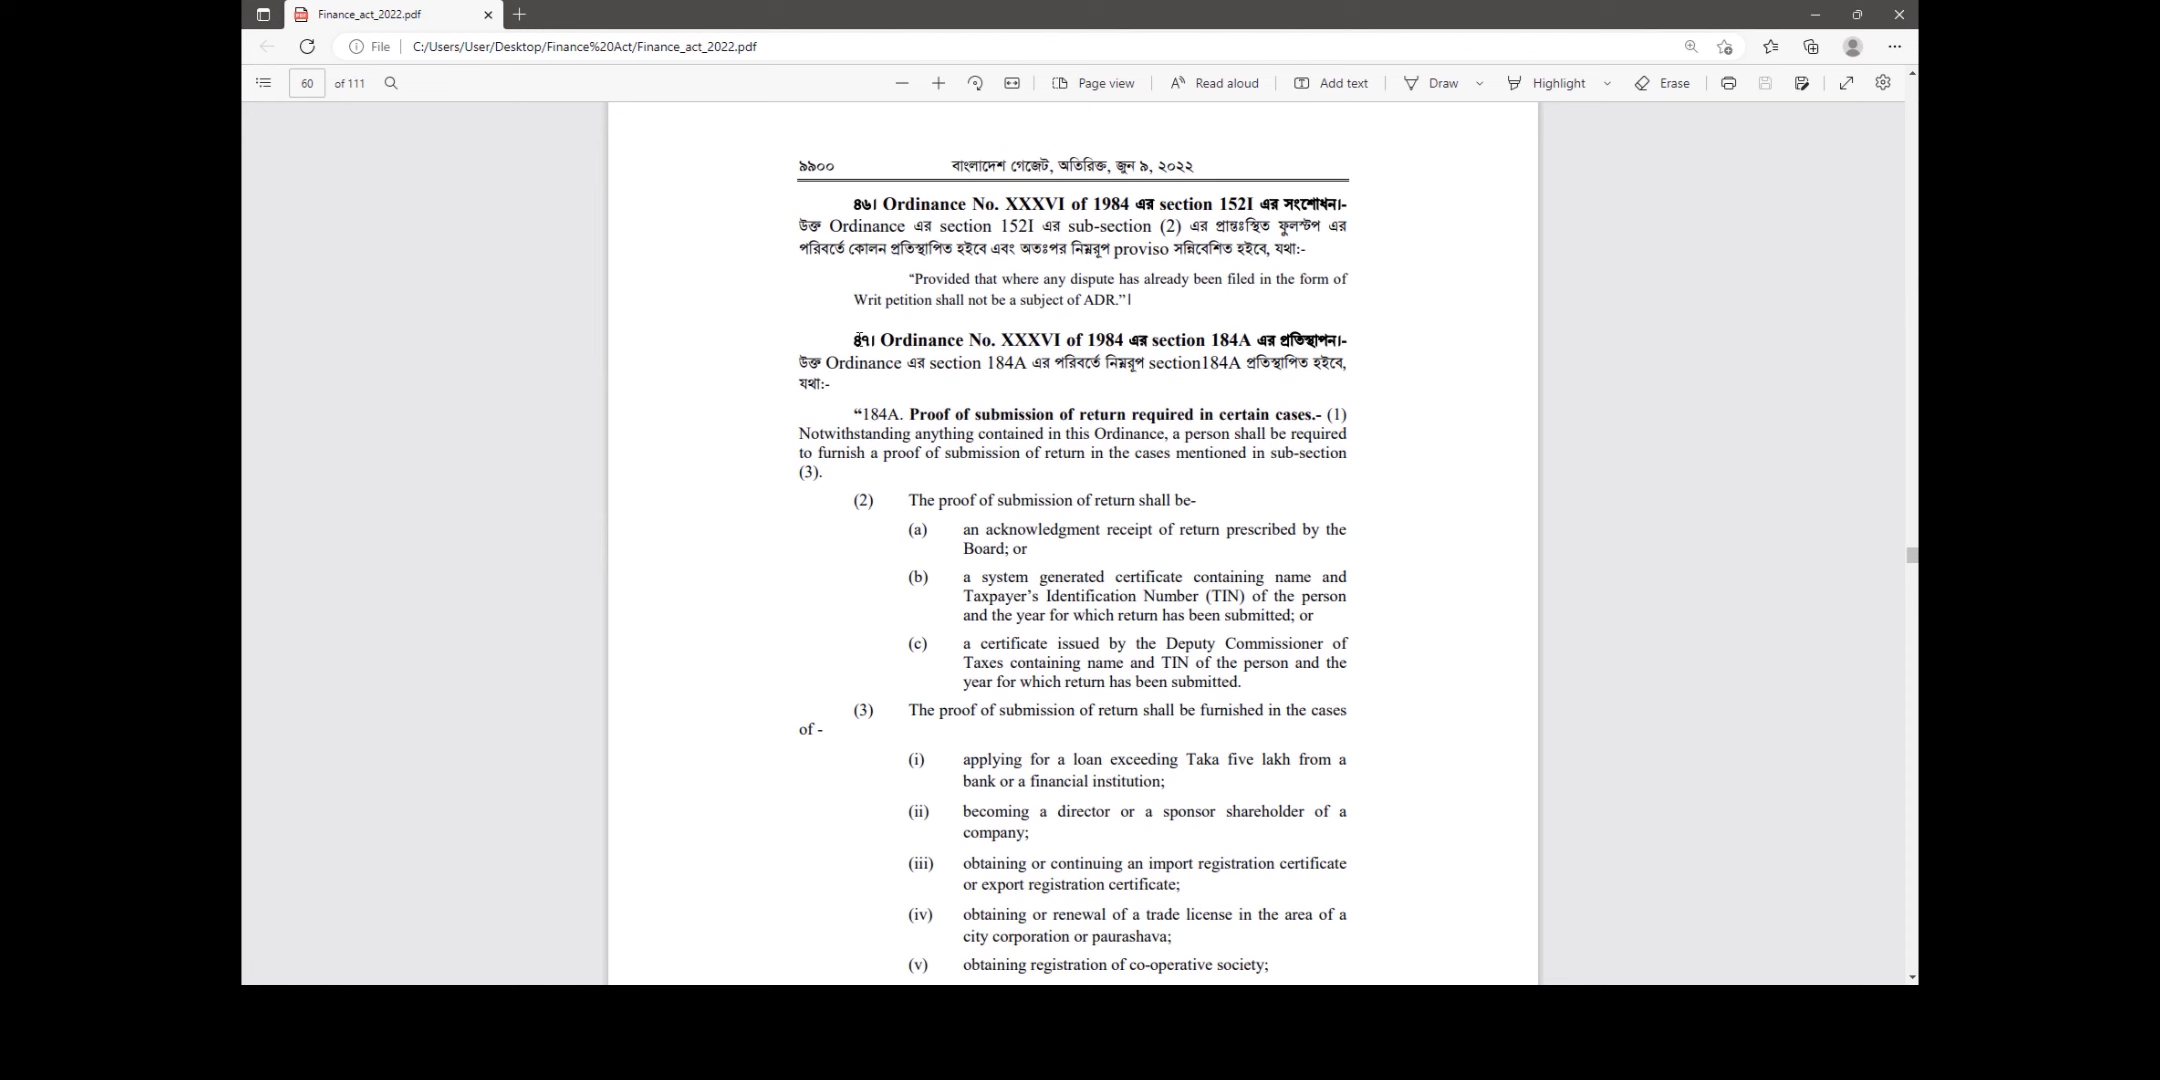 Finance_act_2022.pdf
File
C:/Users/User/Desktop/Finance%20Act/Finance_act_2022.pdf
60 of 111
Page view
Read aloud
Add text
Draw
Highlight
Erase
৯৯০০ বাংলাদেশ গেজেট, অতিরিক্ত, জুন ৯, ২০২২
৪৬। Ordinance No. XXXVI of 1984 এর section 152I এর সংশোধন।-
উক্ত Ordinance এর section 152I এর sub-section (2) এর প্রান্তঃস্থিত ফুলস্টপ এর
পরিবর্তে কোলন প্রতিস্থাপিত হইবে এবং অতঃপর নিম্নরূপ proviso সন্নিবেশিত হইবে, যথা:-
“Provided that where any dispute has already been filed in the form of
Writ petition shall not be a subject of ADR.”।
৪৭। Ordinance No. XXXVI of 1984 এর section 184A এর প্রতিস্থাপন।-
উক্ত Ordinance এর section 184A এর পরিবর্তে নিম্নরূপ section184A প্রতিস্থাপিত হইবে,
যথা:-
“184A. Proof of submission of return required in certain cases.- (1)
Notwithstanding anything contained in this Ordinance, a person shall be required
to furnish a proof of submission of return in the cases mentioned in sub-section
(3).
(2) The proof of submission of return shall be-
(a) an acknowledgment receipt of return prescribed by the
Board; or
(b) a system generated certificate containing name and
Taxpayer’s Identification Number (TIN) of the person
and the year for which return has been submitted; or
(c) a certificate issued by the Deputy Commissioner of
Taxes containing name and TIN of the person and the
year for which return has been submitted.
(3) The proof of submission of return shall be furnished in the cases
of -
(i) applying for a loan exceeding Taka five lakh from a
bank or a financial institution;
(ii) becoming a director or a sponsor shareholder of a
company;
(iii) obtaining or continuing an import registration certificate
or export registration certificate;
(iv) obtaining or renewal of a trade license in the area of a
city corporation or paurashava;
(v) obtaining registration of co-operative society;